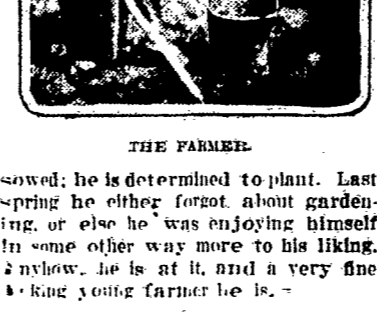 THE FARMER.
sowed; he is determined to plant. Last
spring he either forgot about garden-
ing, or else he was enjoying himself
in some other way more to his liking.
Anyhow, he is at it, and a very fine
young farmer he is.